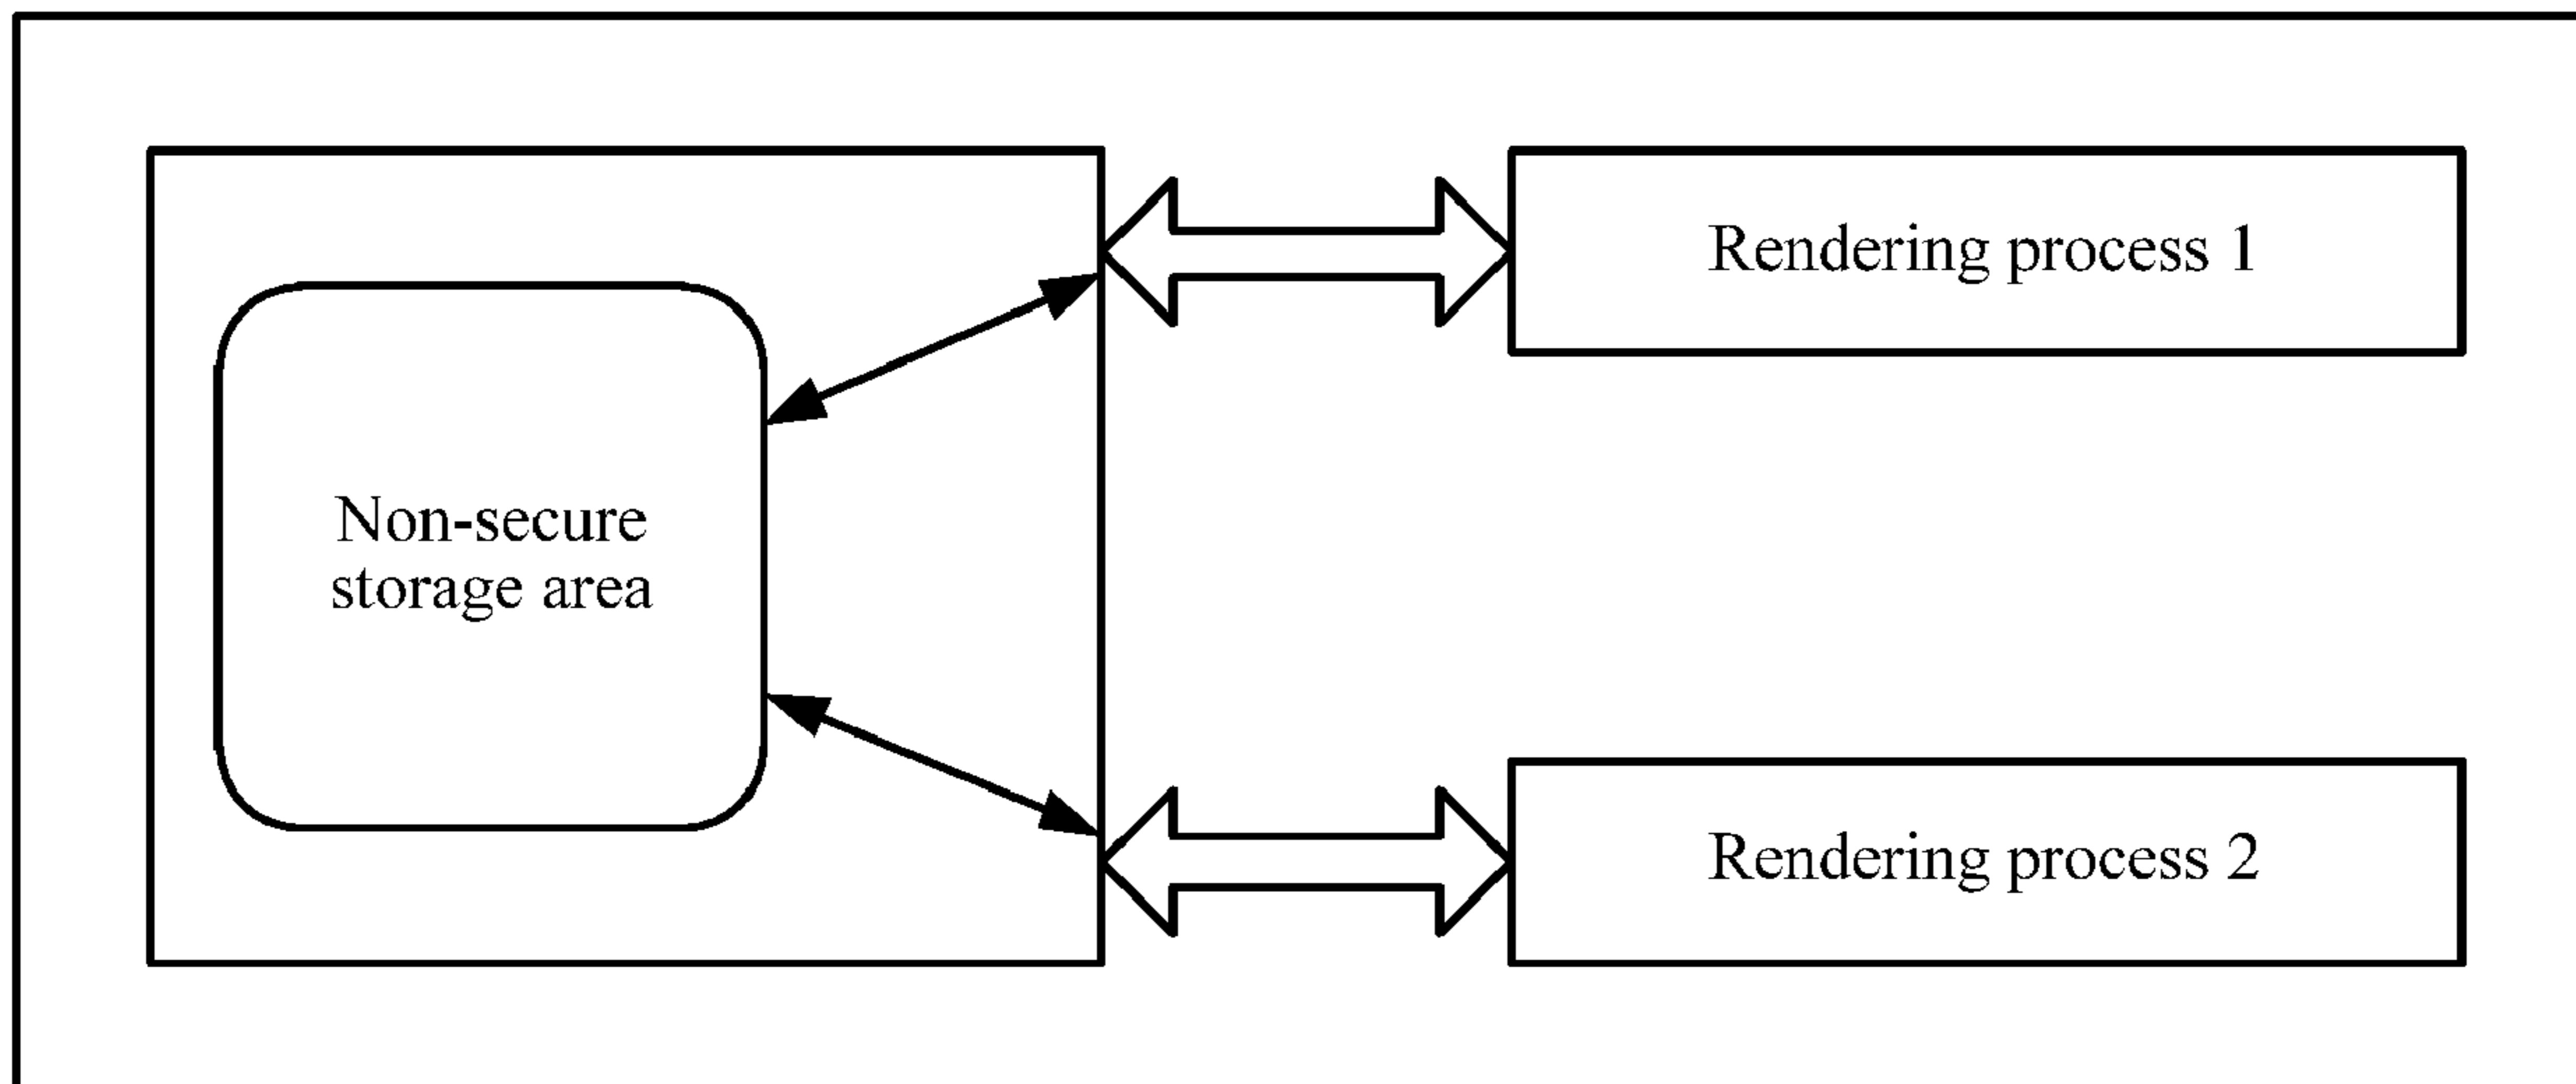 Rendering process 1
Non-secure
storage area
Rendering process 2